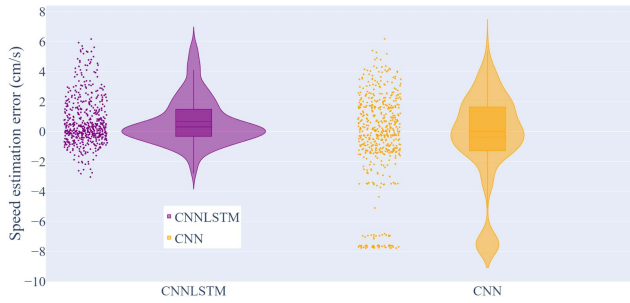 Speed estimation error (cm/s)
8
6
4
2
0
−2
−4
−6
−8
−10
CNNLSTM
CNN
CNNLSTM
CNN